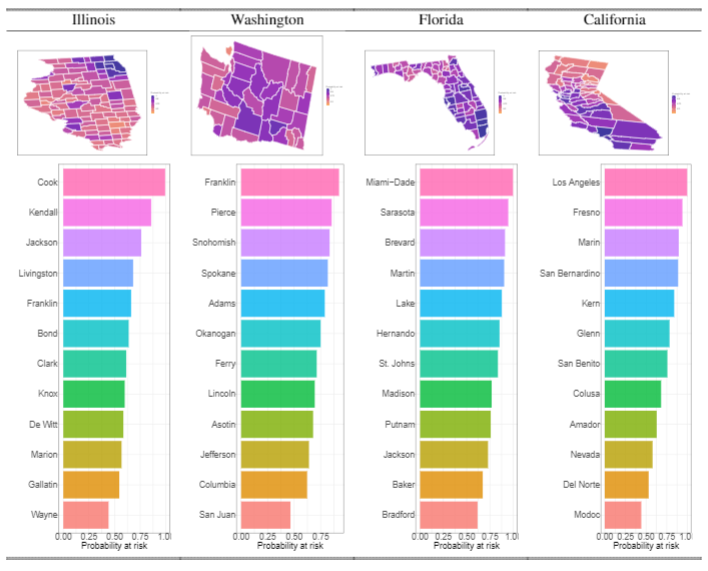 Illinois Washington Florida California
Cook
Kendall
Jackson
Livingston
Franklin
Bond
Clark
Knox
De Witt
Marion
Gallatin
Wayne
0.00 0.25 0.50 0.75 1.0
Probability at risk
Franklin
Pierce
Snohomish
Spokane
Adams
Okanogan
Ferry
Lincoln
Asotin
Jefferson
Columbia
San Juan
0.00 0.25 0.50 0.75
Probability at risk
Miami-Dade
Sarasota
Brevard
Martin
Lake
Hernando
St. Johns
Madison
Putnam
Jackson
Baker
Bradford
0.00 0.25 0.50 0.75 1.0
Probability at risk
Los Angeles
Fresno
Marin
San Bernardino
Kern
Glenn
San Benito
Colusa
Amador
Nevada
Del Norte
Modoc
0.00 0.25 0.50 0.75 1.0
Probability at risk